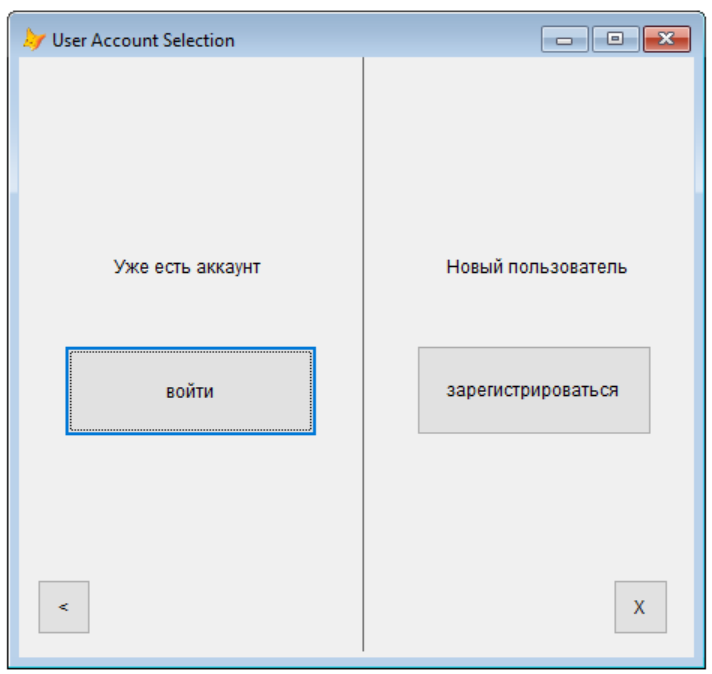 User Account Selection
Уже есть аккаунт
Новый пользователь
войти
зарегистрироваться
<
X